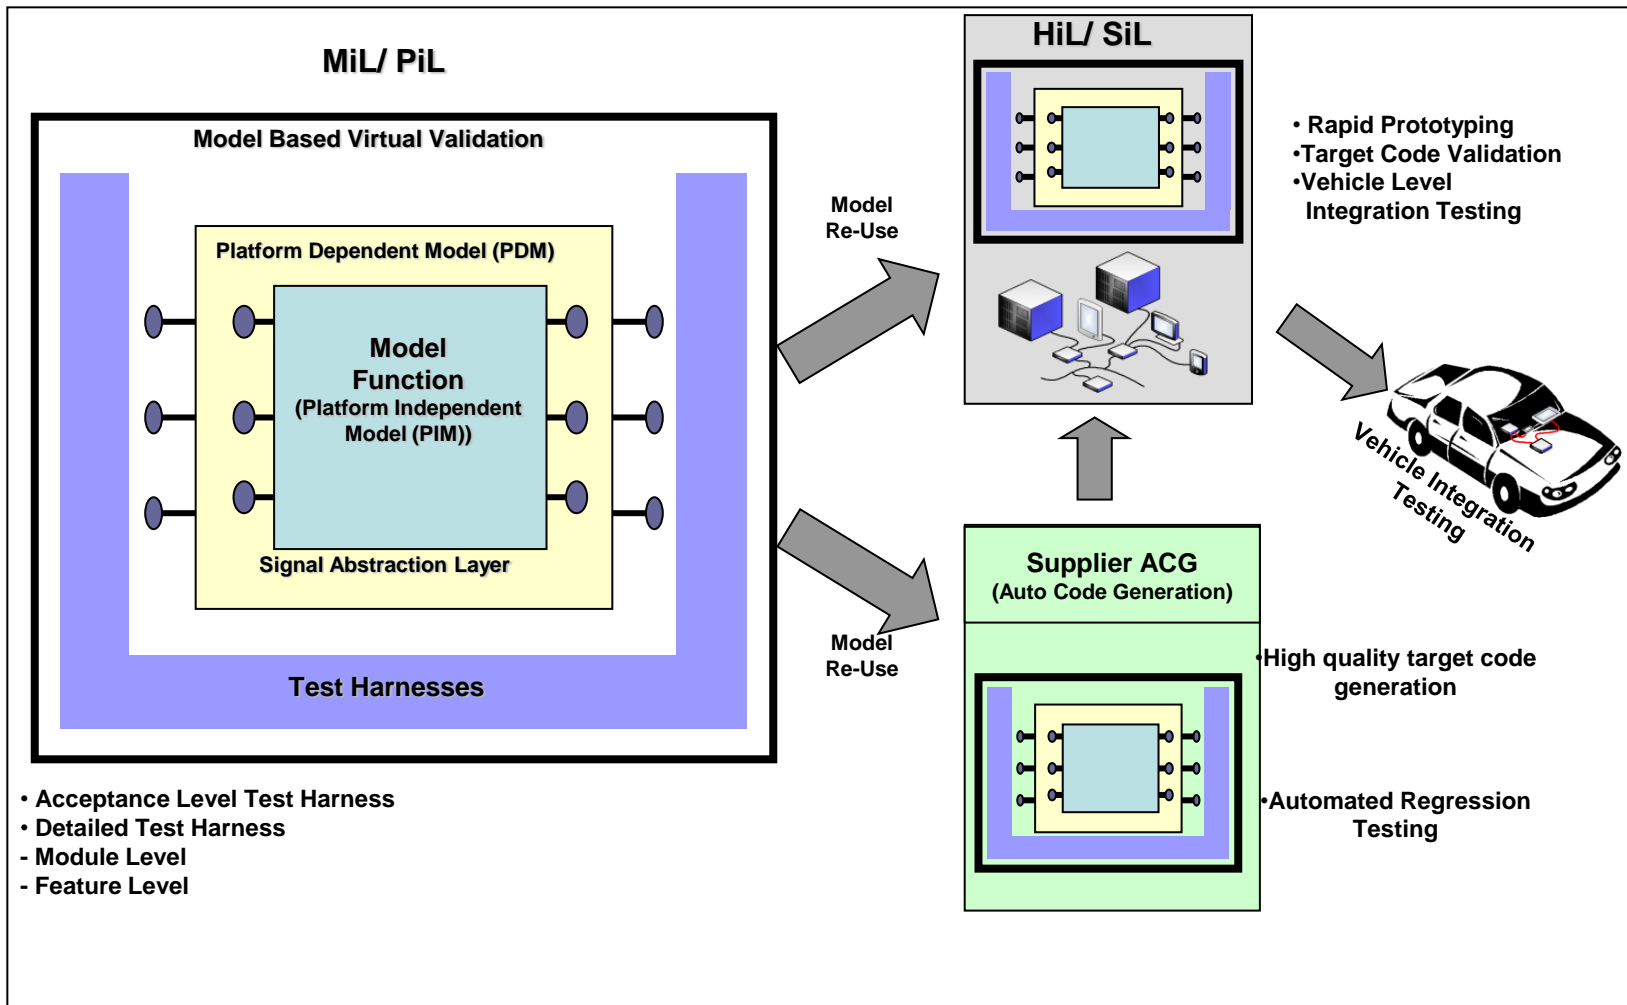 MiL/ PiL
Model Based Virtual Validation
Platform Dependent Model (PDM)
Model
Function
(Platform Independent
Model (PIM))
Signal Abstraction Layer
Test Harnesses
• Acceptance Level Test Harness
• Detailed Test Harness
- Module Level
- Feature Level
Model
Re-Use
Model
Re-Use
HiL/ SiL
• Rapid Prototyping
•Target Code Validation
•Vehicle Level
Integration Testing
Vehicle Integration
Testing
Supplier ACG
(Auto Code Generation)
•High quality target code
generation
•Automated Regression
Testing